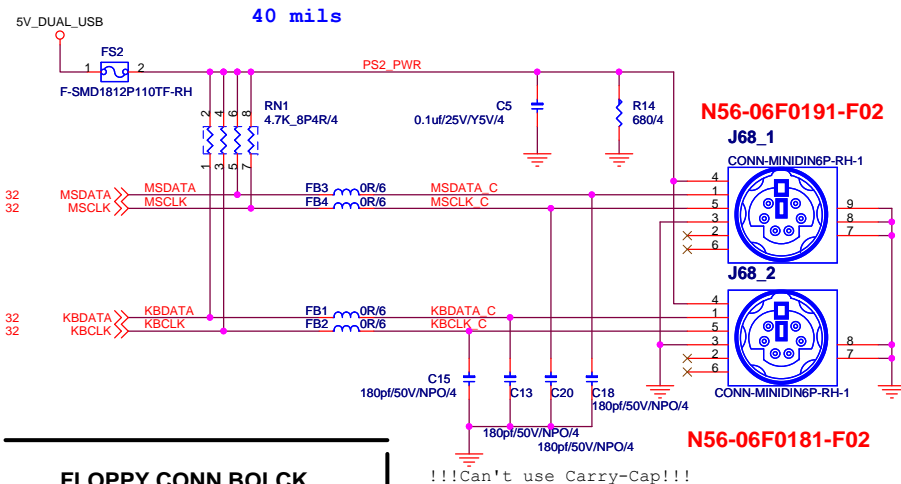 40 mils
5V_DUAL_USB
FS2
1 2
F-SMD1812P110TF-RH
PS2_PWR
2 4 6 8
RN1
4.7K_8P4R/4
1 3 5 7
C5
0.1uf/25V/Y5V/4
R14
680/4
N56-06F0191-F02
J68_1
CONN-MINIDIN6P-RH-1
4
1
5
3
2
6
9
8
7
32 MSDATA MSDATA FB3 0R/6 MSDATA_C
32 MSCLK MSCLK FB4 0R/6 MSCLK_C
J68_2
4
1
5
3
2
6
8
7
CONN-MINIDIN6P-RH-1
N56-06F0181-F02
32 KBDATA KBDATA FB1 0R/6 KBDATA_C
32 KBCLK KBCLK FB2 0R/6 KBCLK_C
C15
180pf/50V/NPO/4
C13
180pf/50V/NPO/4
C20
180pf/50V/NPO/4
C18
180pf/50V/NPO/4
!!!Can't use Carry-Cap!!!
FLOPPY CONN BOLCK